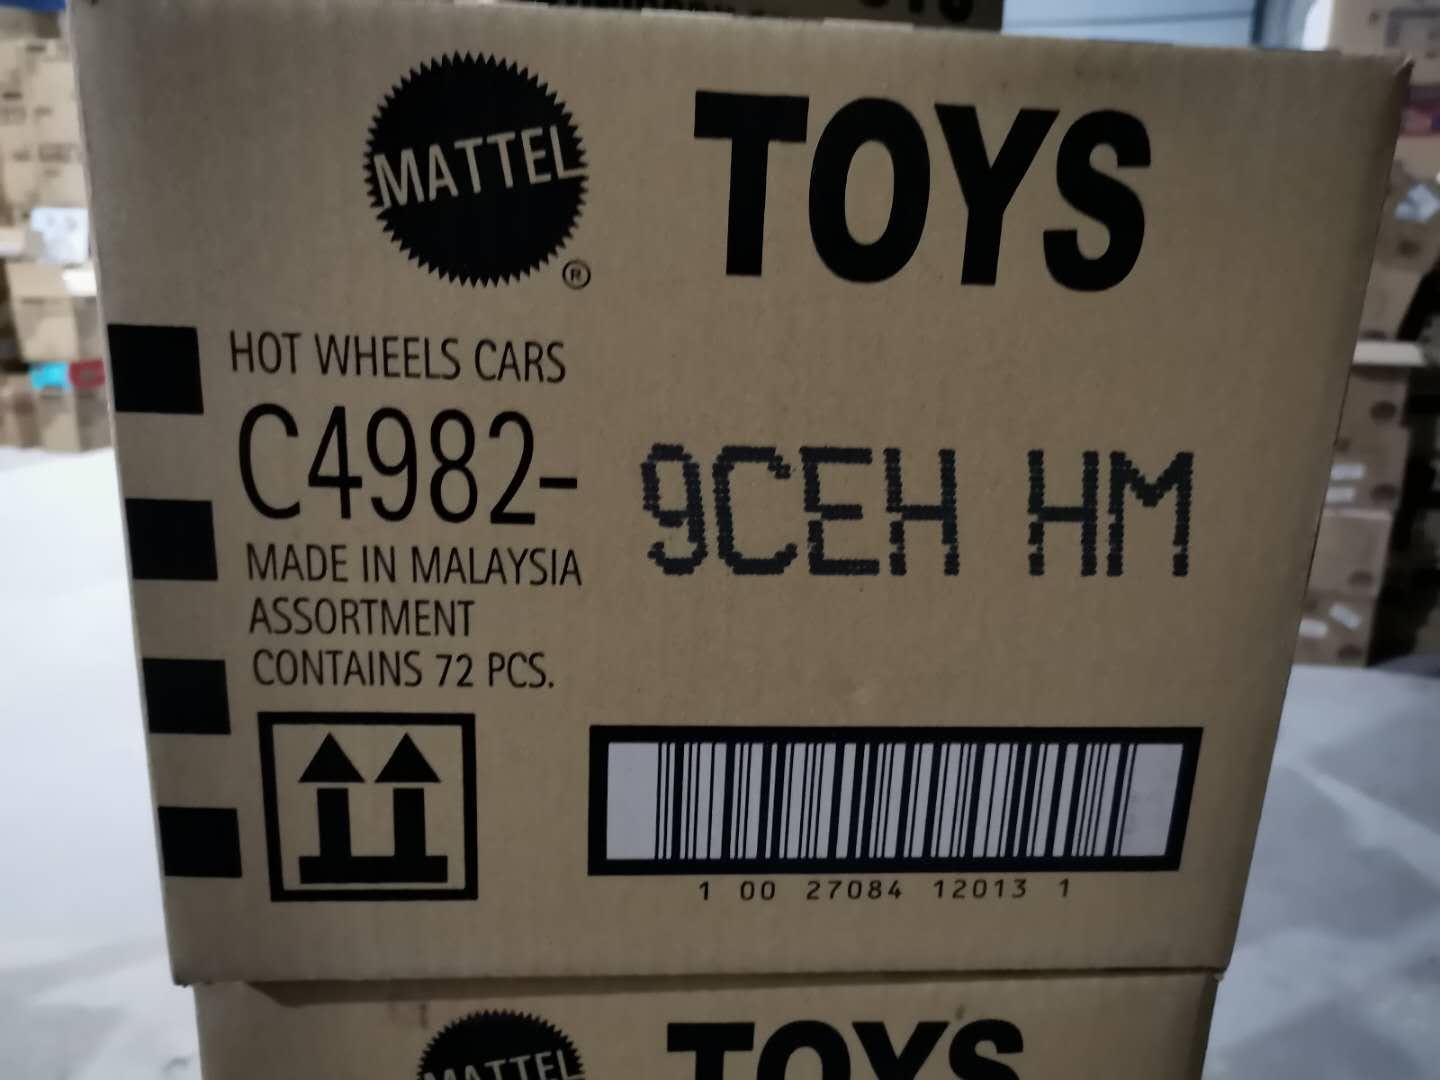 MATTEL
®
TOYS
HOT WHEELS CARS
C4982- 9CEH HM
MADE IN MALAYSIA
ASSORTMENT
CONTAINS 72 PCS.
1 00 27084 12013 1
MATTEL
TOYS